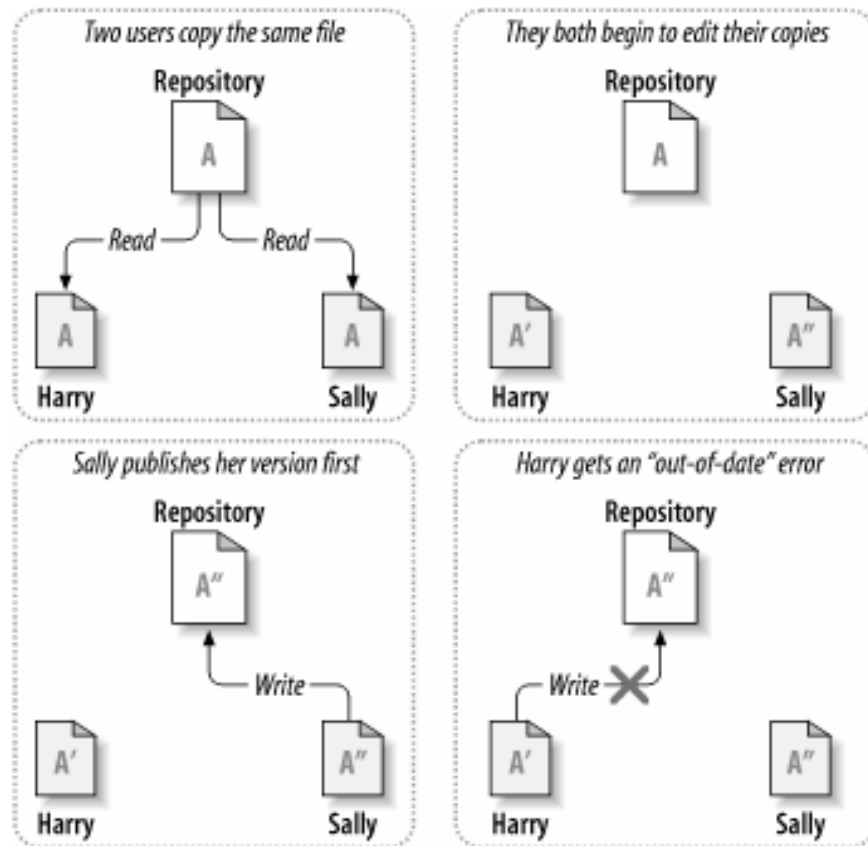 Two users copy the same file
Repository
A
Read
Read
A
A
Harry
Sally
They both begin to edit their copies
Repository
A
A'
A"
Harry
Sally
Sally publishes her version first
Repository
A"
Write
A'
A"
Harry
Sally
Harry gets an “out-of-date” error
Repository
A"
Write
A'
A"
Harry
Sally